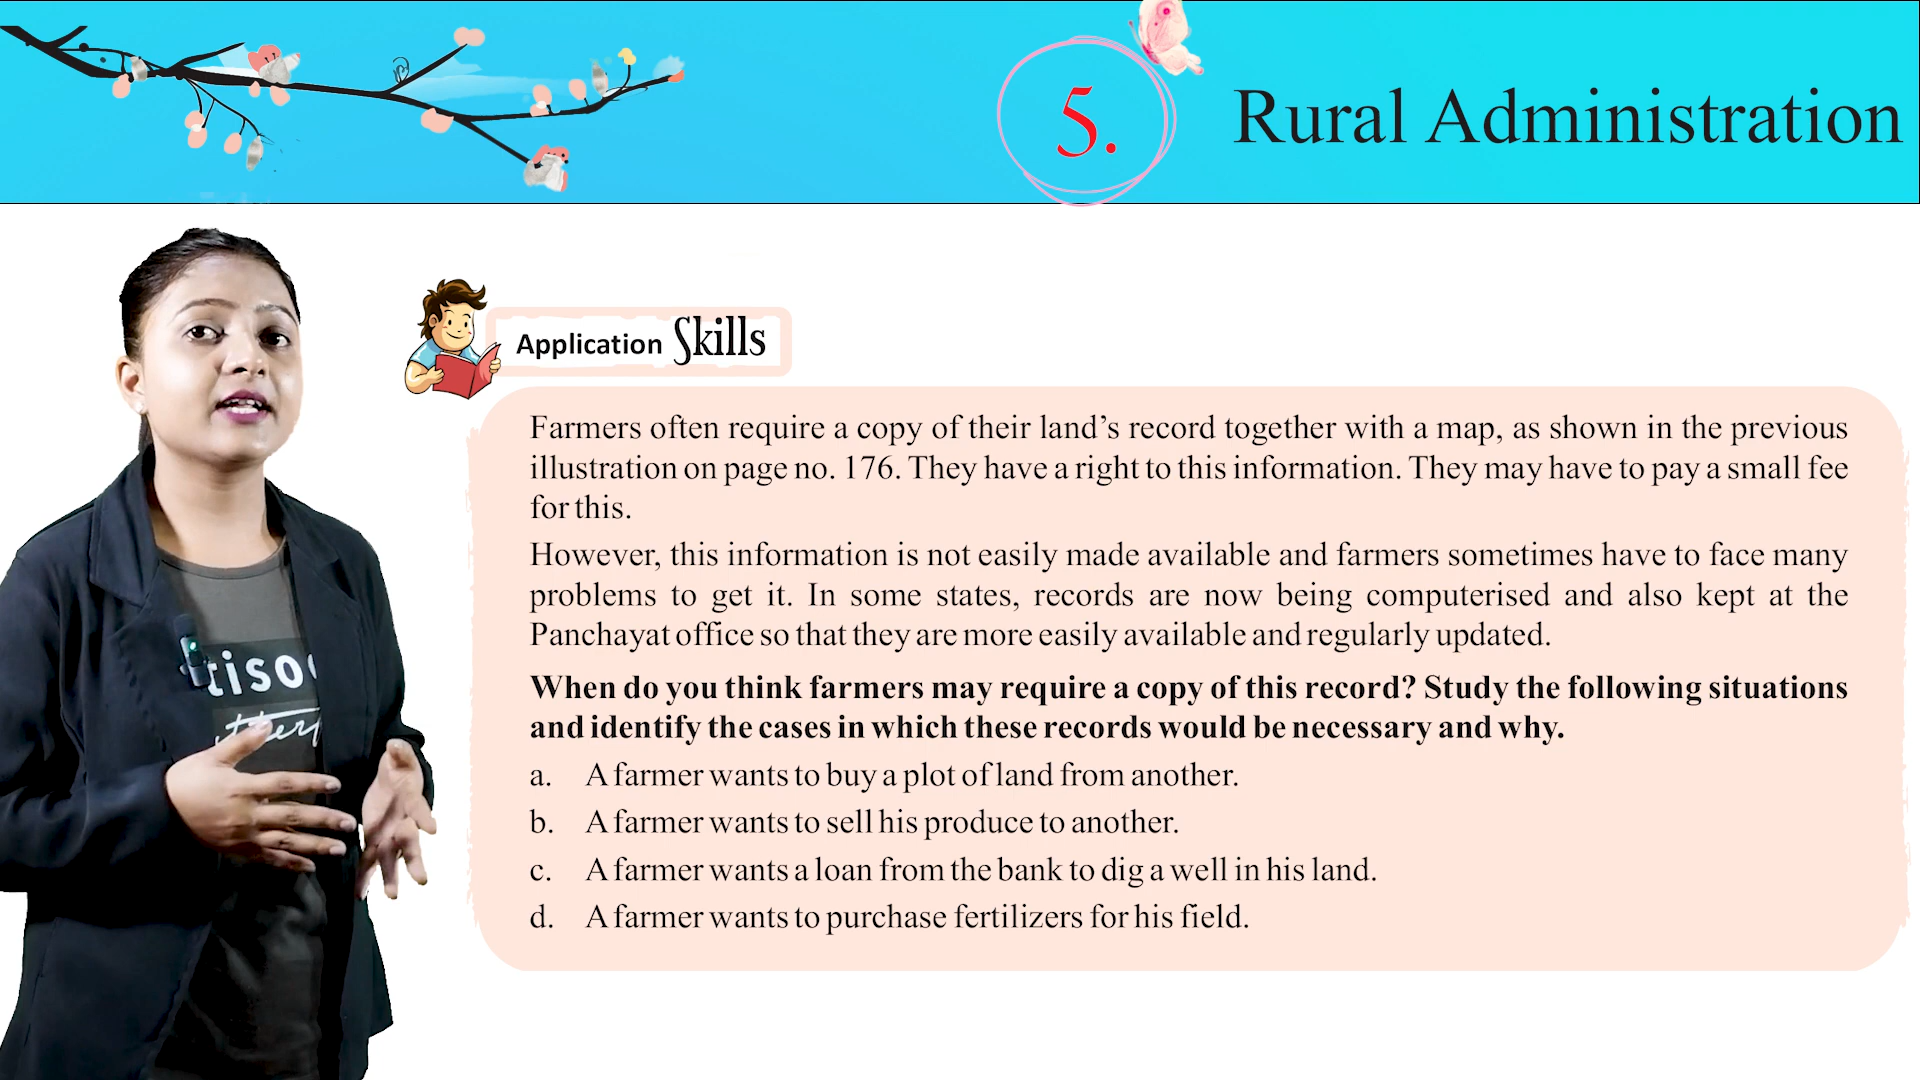 5.
Rural Administration
Application Skills
Farmers often require a copy of their land’s record together with a map, as shown in the previous
illustration on page no. 176. They have a right to this information. They may have to pay a small fee
for this.
However, this information is not easily made available and farmers sometimes have to face many
problems to get it. In some states, records are now being computerised and also kept at the
Panchayat office so that they are more easily available and regularly updated.
When do you think farmers may require a copy of this record? Study the following situations
and identify the cases in which these records would be necessary and why.
a. A farmer wants to buy a plot of land from another.
b. A farmer wants to sell his produce to another.
c. A farmer wants a loan from the bank to dig a well in his land.
d. A farmer wants to purchase fertilizers for his field.